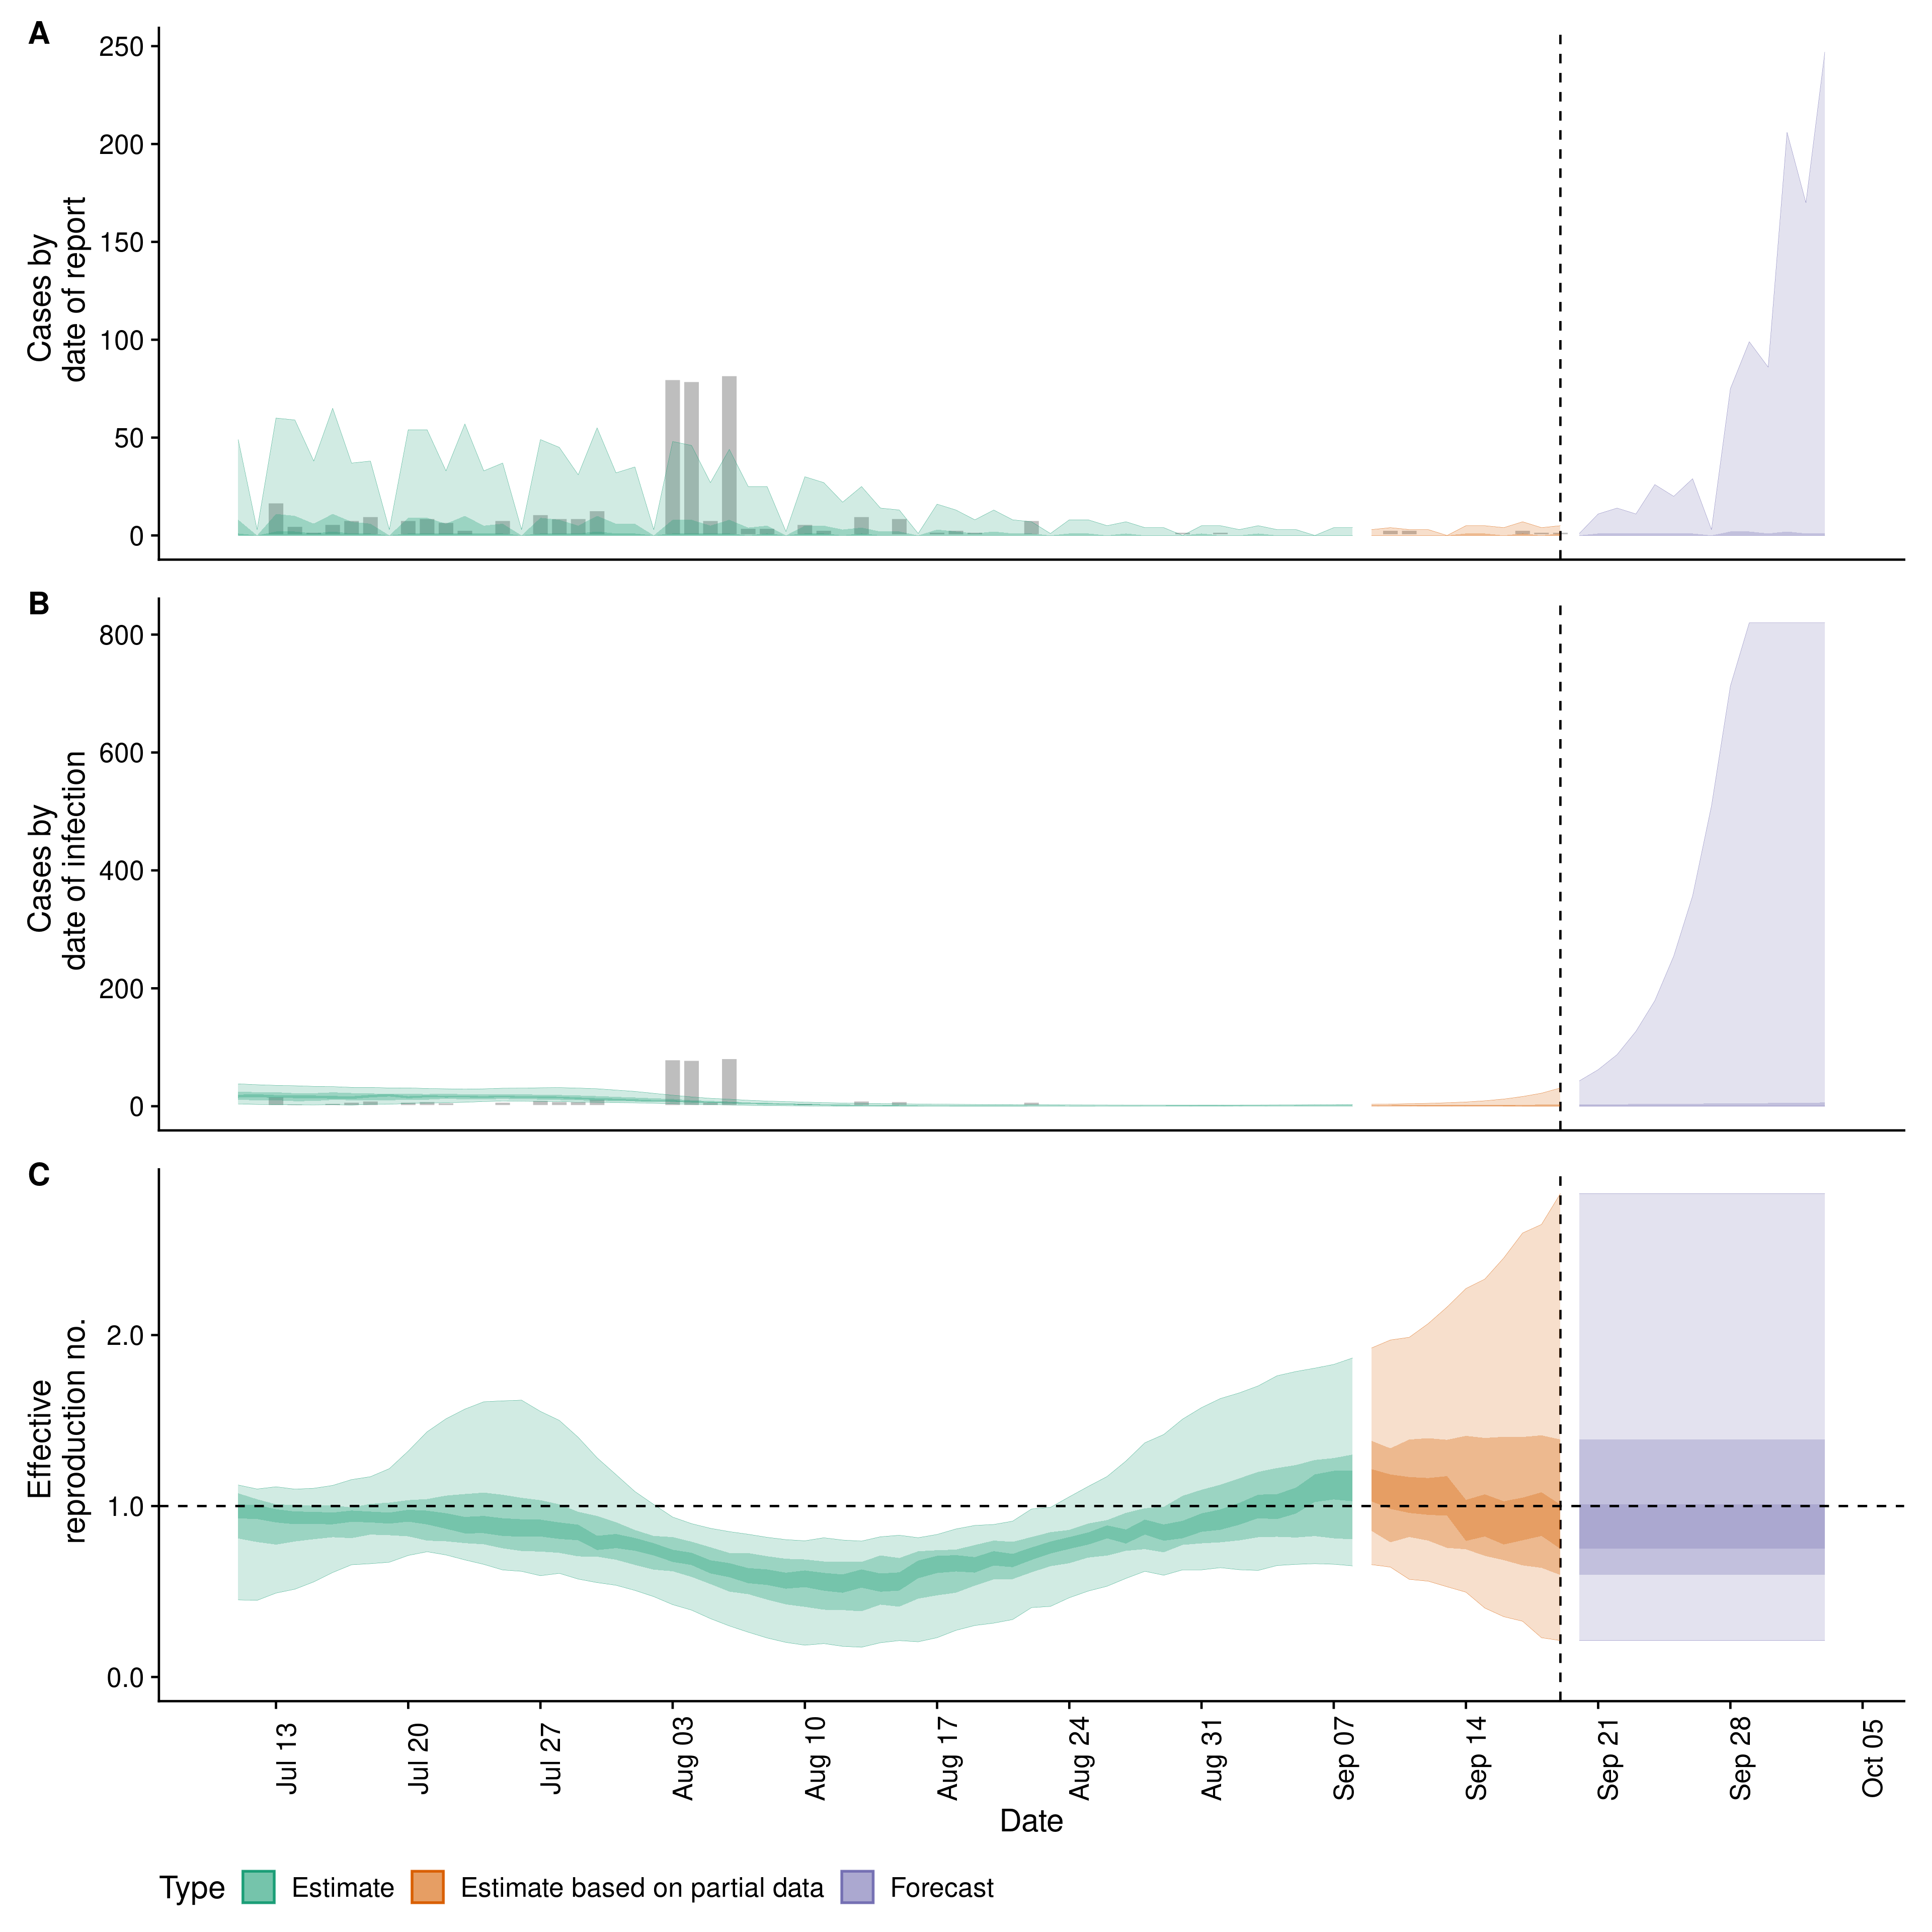 A
Cases by
date of report
250
200
150
100
50
0
B
Cases by
date of infection
800
600
400
200
0
C
Effective
reproduction no.
2.0
1.0
0.0
Jul 13
Jul 20
Jul 27
Aug 03
Aug 10
Aug 17
Aug 24
Aug 31
Sep 07
Sep 14
Sep 21
Sep 28
Oct 05
Date
Type Estimate Estimate based on partial data Forecast